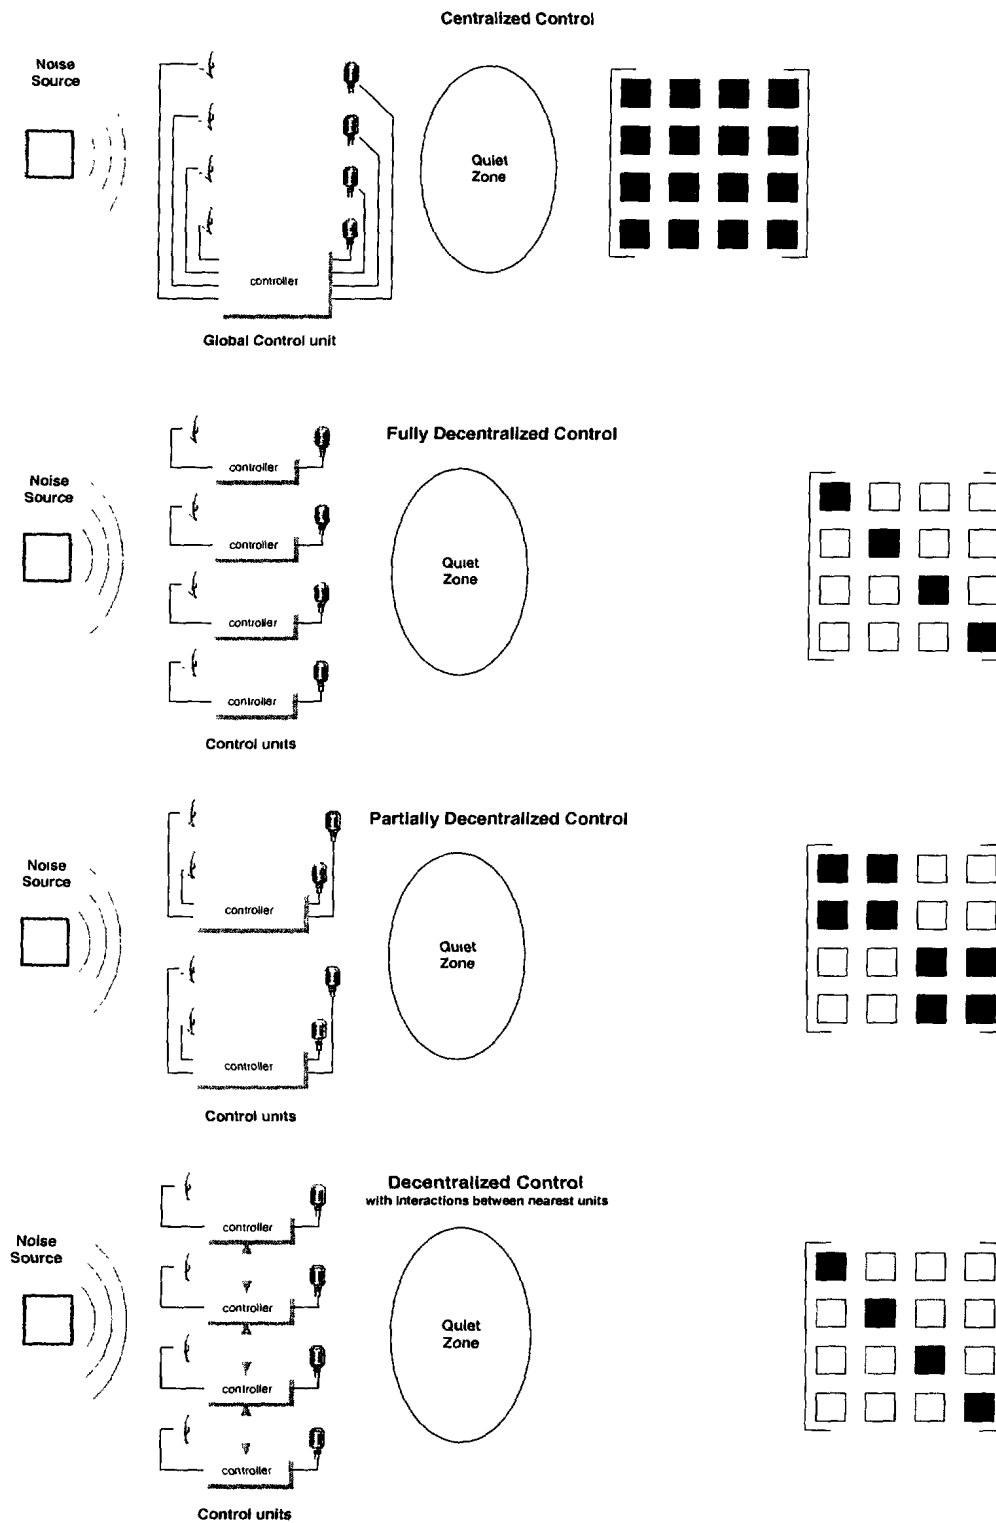 Centralized Control
Noise
Source
Quiet
Zone
controller
Global Control unit
Fully Decentralized Control
Noise
Source
controller
controller
controller
controller
Quiet
Zone
Control units
Partially Decentralized Control
Noise
Source
controller
controller
Quiet
Zone
Control units
Decentralized Control
with interactions between nearest units
Noise
Source
controller
controller
controller
controller
Quiet
Zone
Control units